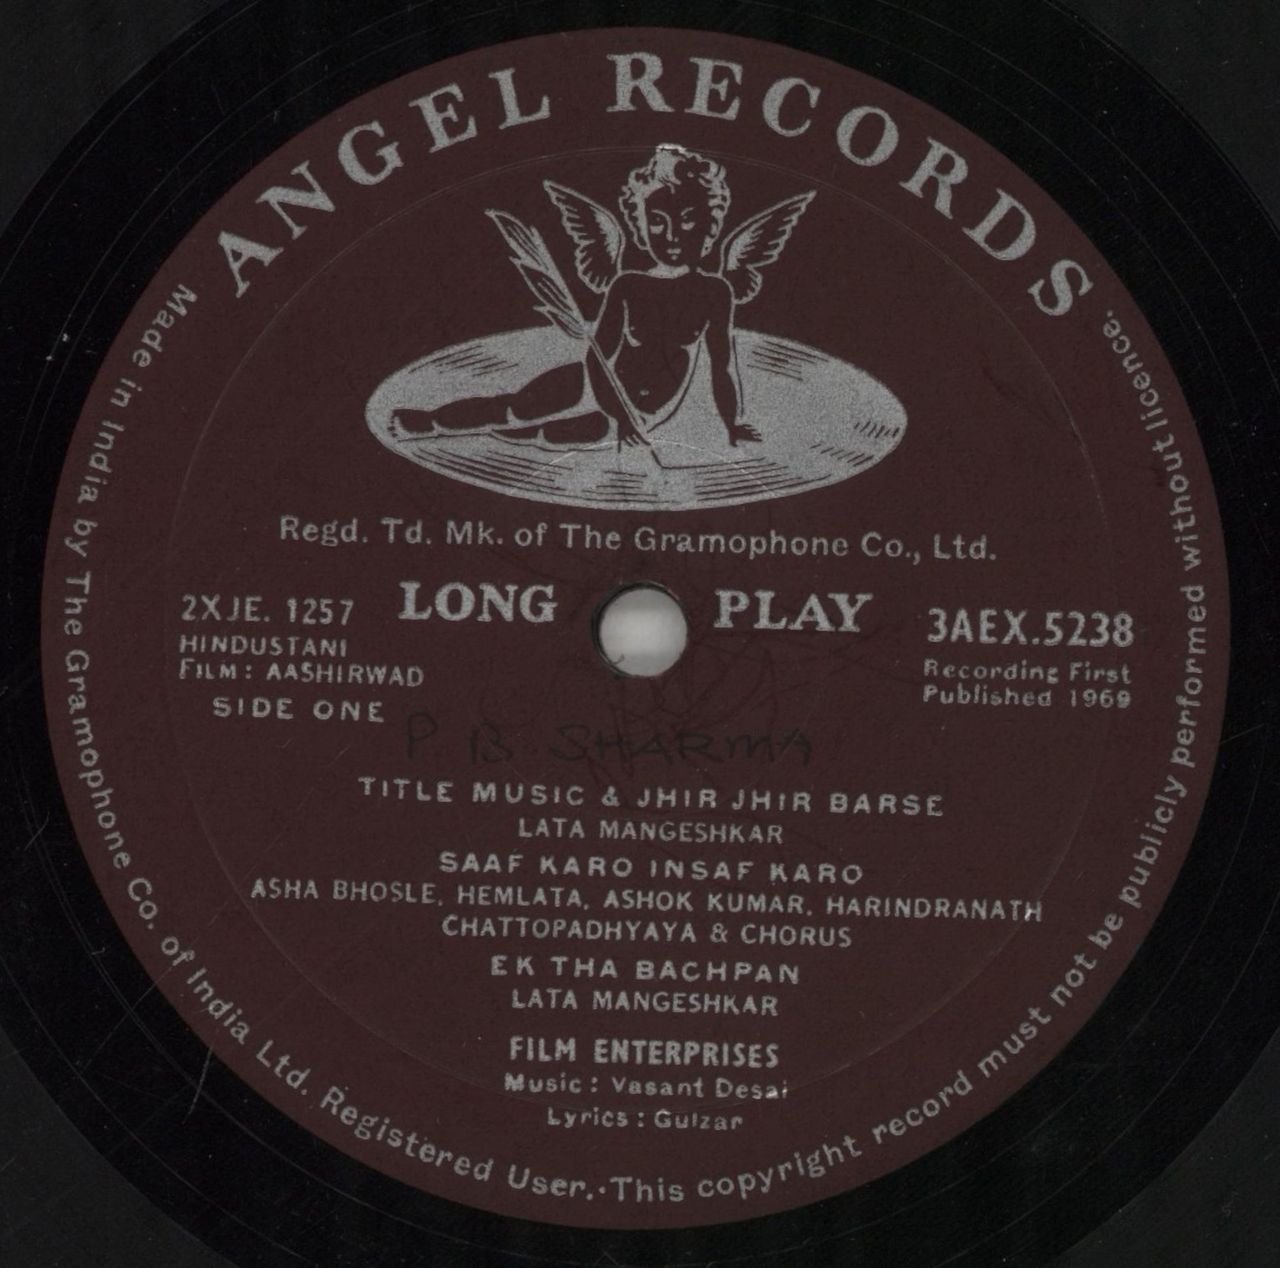 ANGEL RECORDS
Regd. Td. Mk. of The Gramophone Co., Ltd.
LONG PLAY
2XJE. 1257
HINDUSTANI
FILM: AASHIRWAD
SIDE ONE
3AEX.5238
Recording First
Published 1969
P B SHARMA
TITLE MUSIC & JHIR JHIR BARSE
LATA MANGESHKAR
SAAF KARO INSAF KARO
ASHA BHOSLE, HEMLATA, ASHOK KUMAR, HARINDRANATH
CHATTOPADHYAYA & CHORUS
EK THA BACHPAN
LATA MANGESHKAR
FILM ENTERPRISES
Music: Vasant Desai
Lyrics: Gulzar
Made in India by The Gramophone Co. of India Ltd. Registered User.·This copyright record must not be publicly performed without licence.